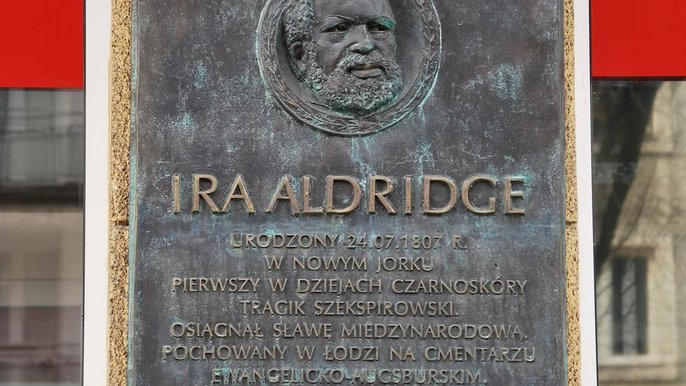 IRA ALDRIDGE
URODZONY 24.07.1807 R.
W NOWYM JORKU
PIERWSZY W DZIEJACH CZARNOSKÓRY
TRAGIK SZEKSPIROWSKI.
OSIĄGNĄŁ SŁAWĘ MIĘDZYNARODOWĄ.
POCHOWANY W ŁODZI NA CMENTARZU
EWANGELICKO-AUGSBURSKIM.